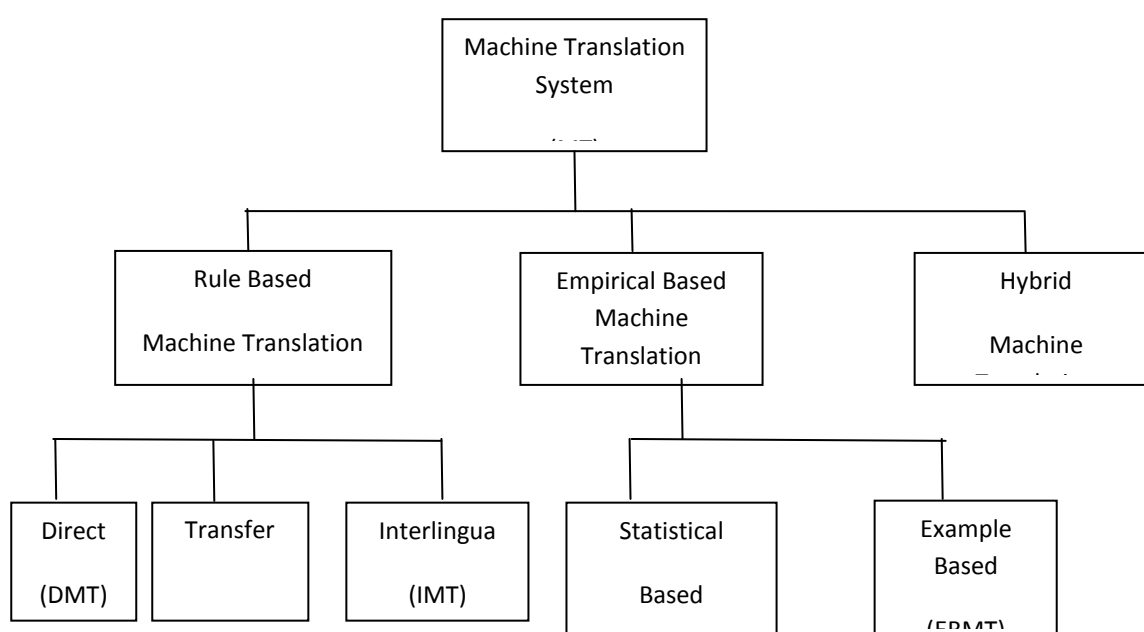 Machine Translation
System
Rule Based
Machine Translation
Empirical Based
Machine
Translation
Hybrid
Machine
Direct
(DMT)
Transfer
Interlingua
(IMT)
Statistical
Based
Example
Based
(EBMT)